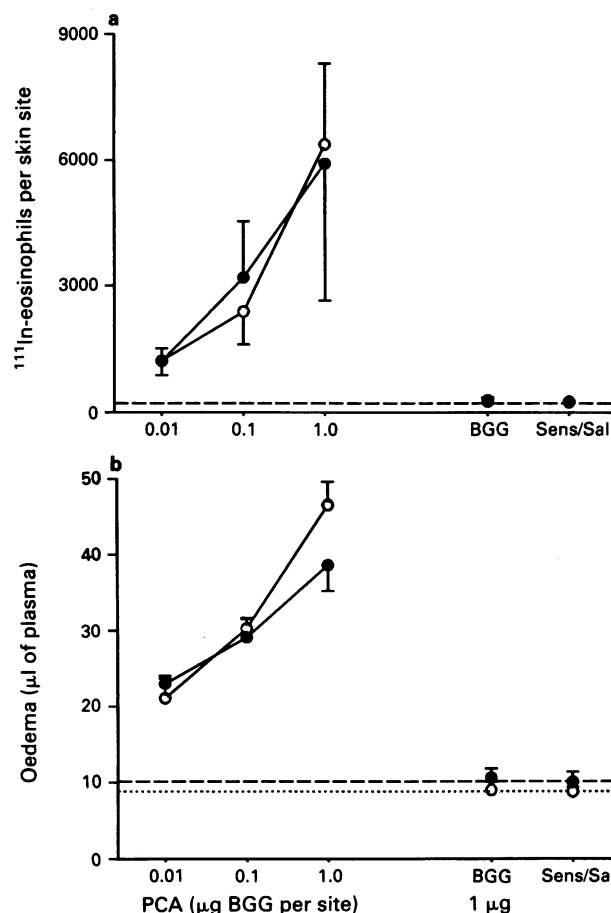 a
9000
6000
3000
0
¹¹¹In-eosinophils per skin site
0.01 0.1 1.0 BGG Sens/Sal
b
50
40
30
20
10
0
Oedema (μl of plasma)
0.01 0.1 1.0 BGG Sens/Sal
PCA (μg BGG per site) 1 μg